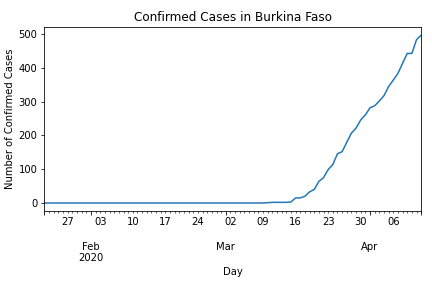 Confirmed Cases in Burkina Faso
Number of Confirmed Cases
500
400
300
200
100
0
27 03 10 17 24 02 09 16 23 30 06
Feb Mar Apr
2020
Day